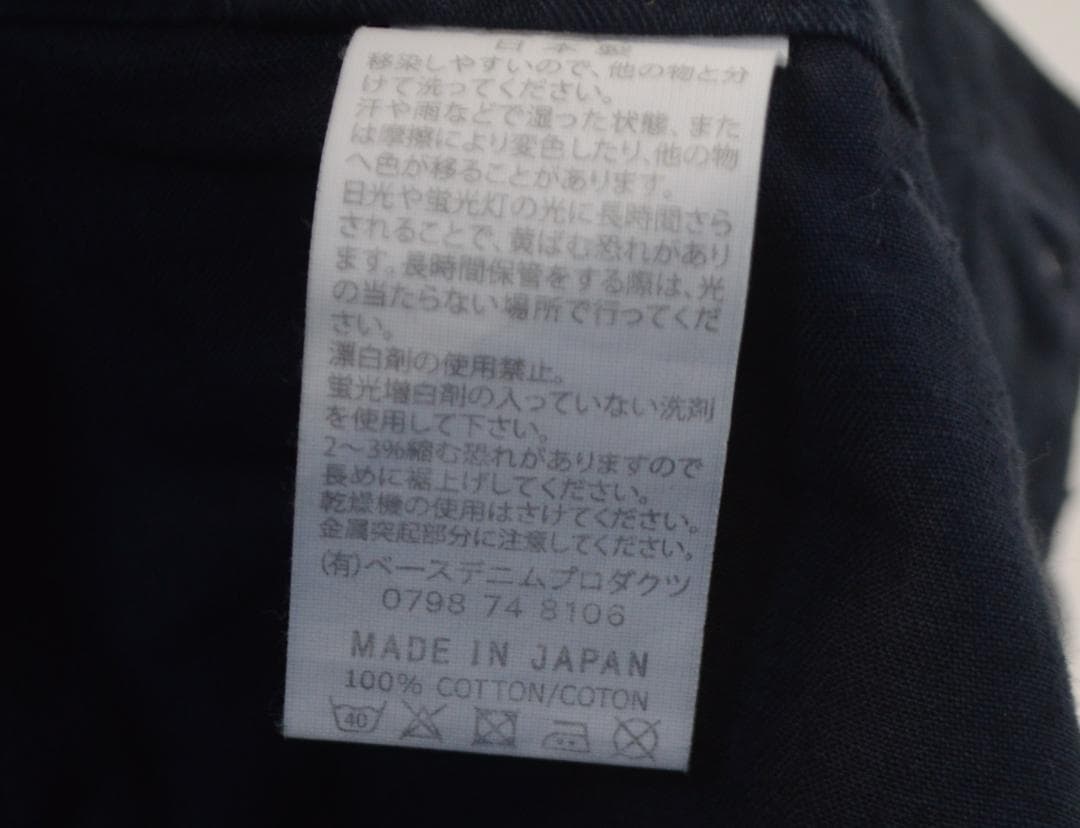 日本製
移染しやすいので、他の物と分
けて洗ってください。
汗や雨などで湿った状態、また
は摩擦により変色したり、他の物
へ色が移ることがあります。
日光や蛍光灯の光に長時間さら
されることで、黄ばむ恐れがあり
ます。長時間保管をする際は、光
の当たらない場所で行ってくだ
さい。
漂白剤の使用禁止。
蛍光増白剤の入っていない洗剤
を使用して下さい。
2～3%縮む恐れがありますので
長めに裾上げしてください。
乾燥機の使用はさけてください。
金属突起部分に注意してください。
(有)ベースデニムプロダクツ
0798 74 8106
MADE IN JAPAN
100% COTTON/COTON
40